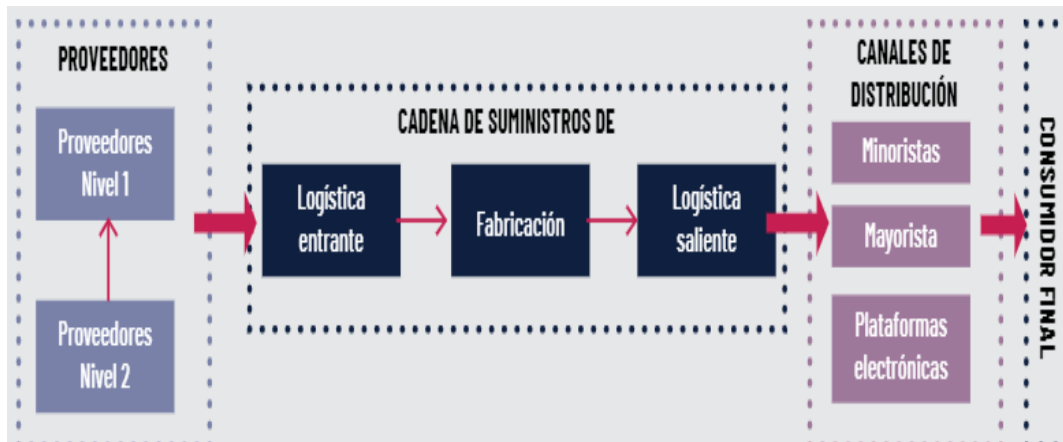 PROVEEDORES
Proveedores
Nivel 1
Proveedores
Nivel 2
CADENA DE SUMINISTROS DE
Logística
entrante
Fabricación
Logística
saliente
CANALES DE
DISTRIBUCIÓN
Minoristas
Mayorista
Plataformas
electrónicas
CONSUMIDOR FINAL